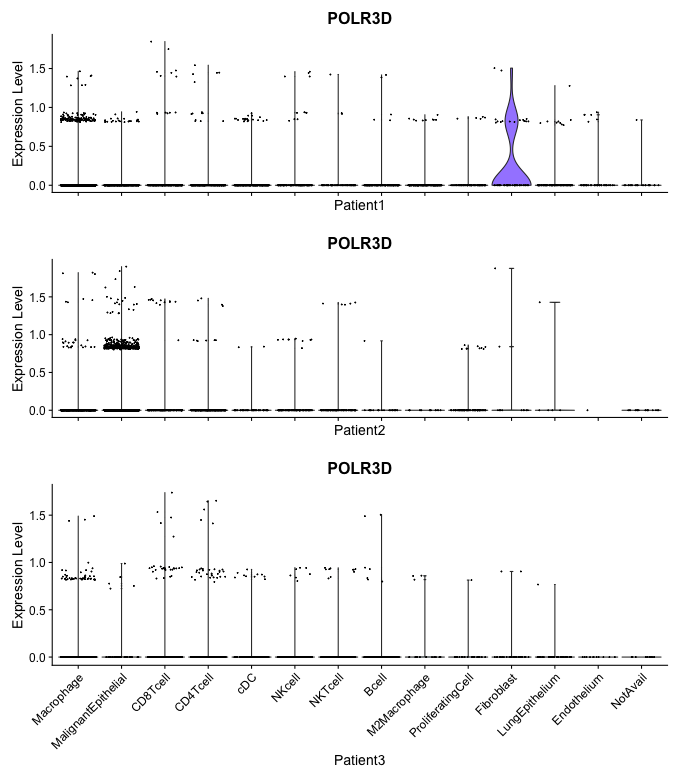 POLR3D
Expression Level
1.5
1.0
0.5
0.0
Patient1
POLR3D
Expression Level
1.5
1.0
0.5
0.0
Patient2
POLR3D
Expression Level
1.5
1.0
0.5
0.0
Macrophage
MalignantEpithelial
CD8Tcell
CD4Tcell
cDC
NKcell
NKTcell
Bcell
M2Macrophage
ProliferatingCell
Fibroblast
LungEpithelium
Endothelium
NotAvail
Patient3